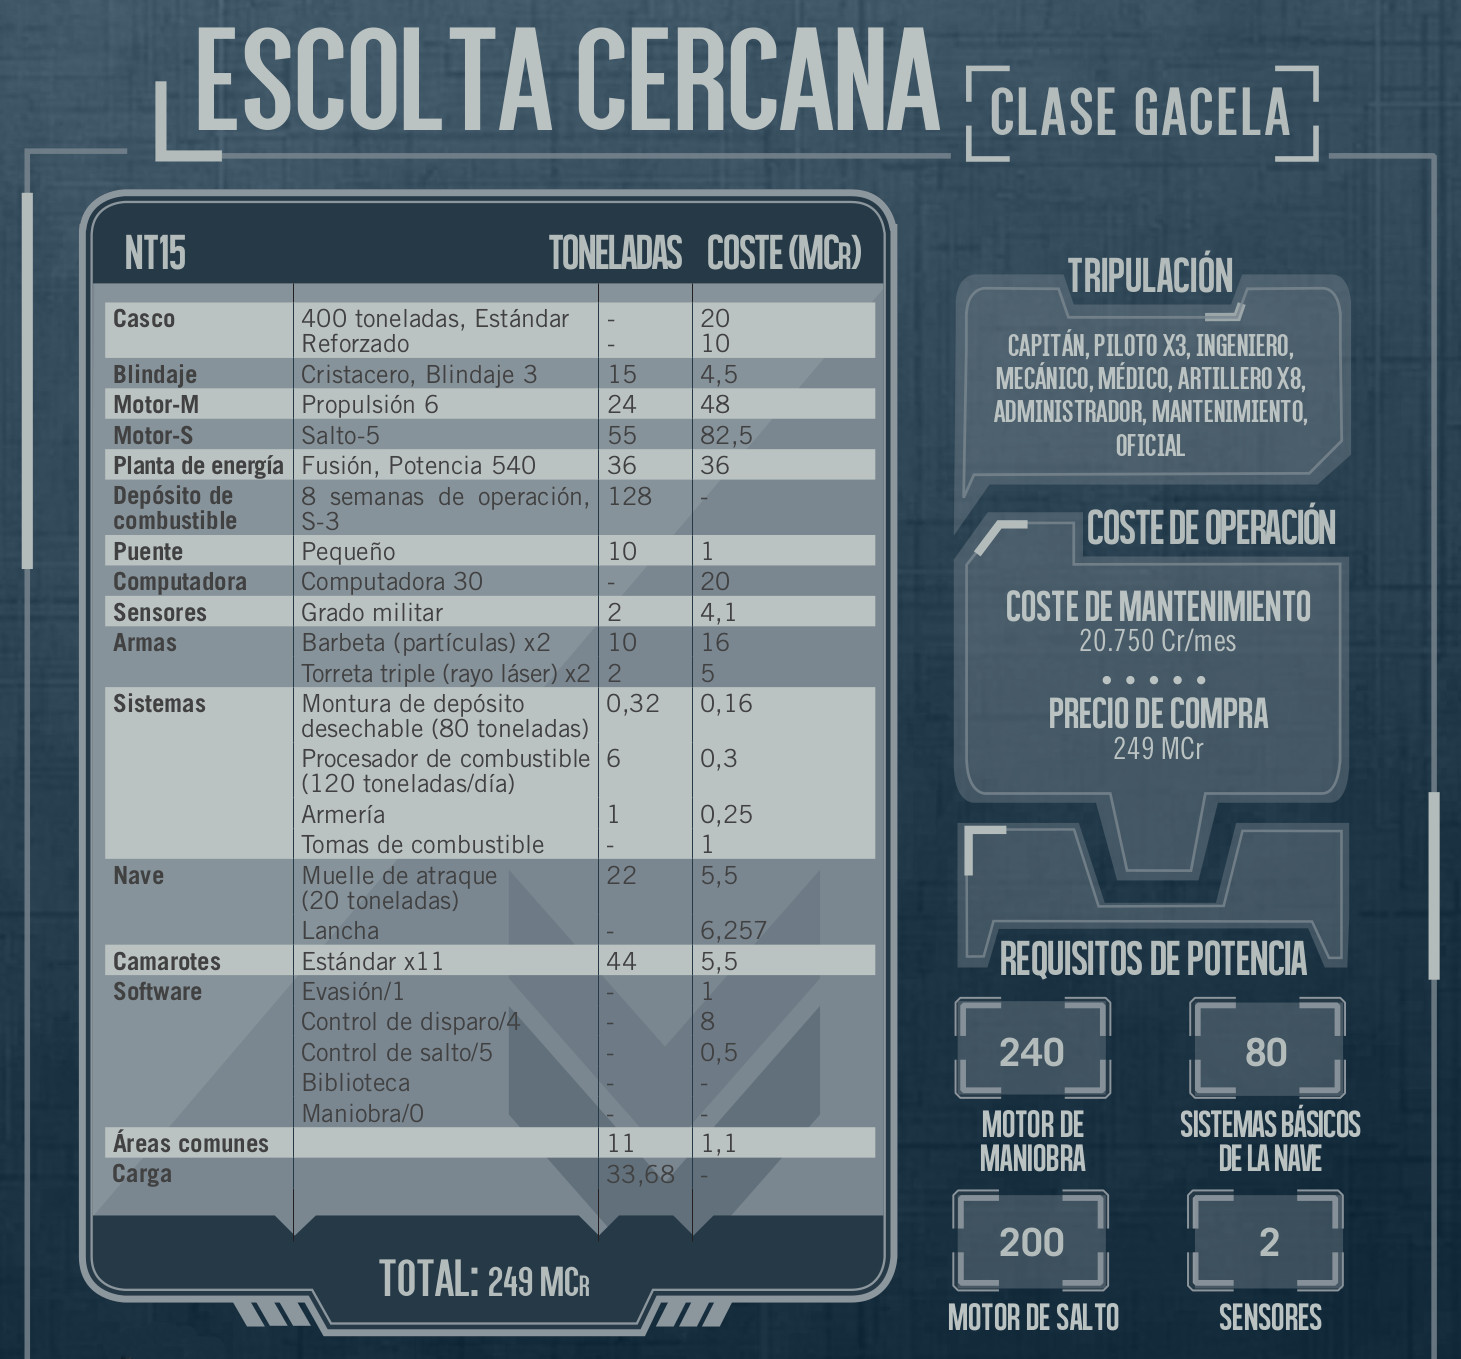 ESCOLTA CERCANA
CLASE GACELA
NT15 TONELADAS COSTE (MCR)
Casco 400 toneladas, Estándar - 20
Reforzado - 10
Blindaje Cristacero, Blindaje 3 15 4,5
Motor-M Propulsión 6 24 48
Motor-S Salto-5 55 82,5
Planta de energía Fusión, Potencia 540 36 36
Depósito de 8 semanas de operación, 128 -
combustible S-3
Puente Pequeño 10 1
Computadora Computadora 30 - 20
Sensores Grado militar 2 4,1
Armas Barbeta (partículas) x2 10 16
Torreta triple (rayo láser) x2 2 5
Sistemas Montura de depósito 0,32 0,16
desechable (80 toneladas)
Procesador de combustible 6 0,3
(120 toneladas/día)
Armería 1 0,25
Tomas de combustible - 1
Nave Muelle de atraque 22 5,5
(20 toneladas)
Lancha - 6,257
Camarotes Estándar x11 44 5,5
Software Evasión/1 - 1
Control de disparo/4 - 8
Control de salto/5 - 0,5
Biblioteca - -
Maniobra/0 - -
Áreas comunes 11 1,1
Carga 33,68 -
TOTAL: 249 MCR
TRIPULACIÓN
CAPITÁN, PILOTO X3, INGENIERO,
MECÁNICO, MÉDICO, ARTILLERO X8,
ADMINISTRADOR, MANTENIMIENTO,
OFICIAL
COSTE DE OPERACIÓN
COSTE DE MANTENIMIENTO
20.750 Cr/mes
PRECIO DE COMPRA
249 MCr
REQUISITOS DE POTENCIA
240
MOTOR DE
MANIOBRA
80
SISTEMAS BÁSICOS
DE LA NAVE
200
MOTOR DE SALTO
2
SENSORES